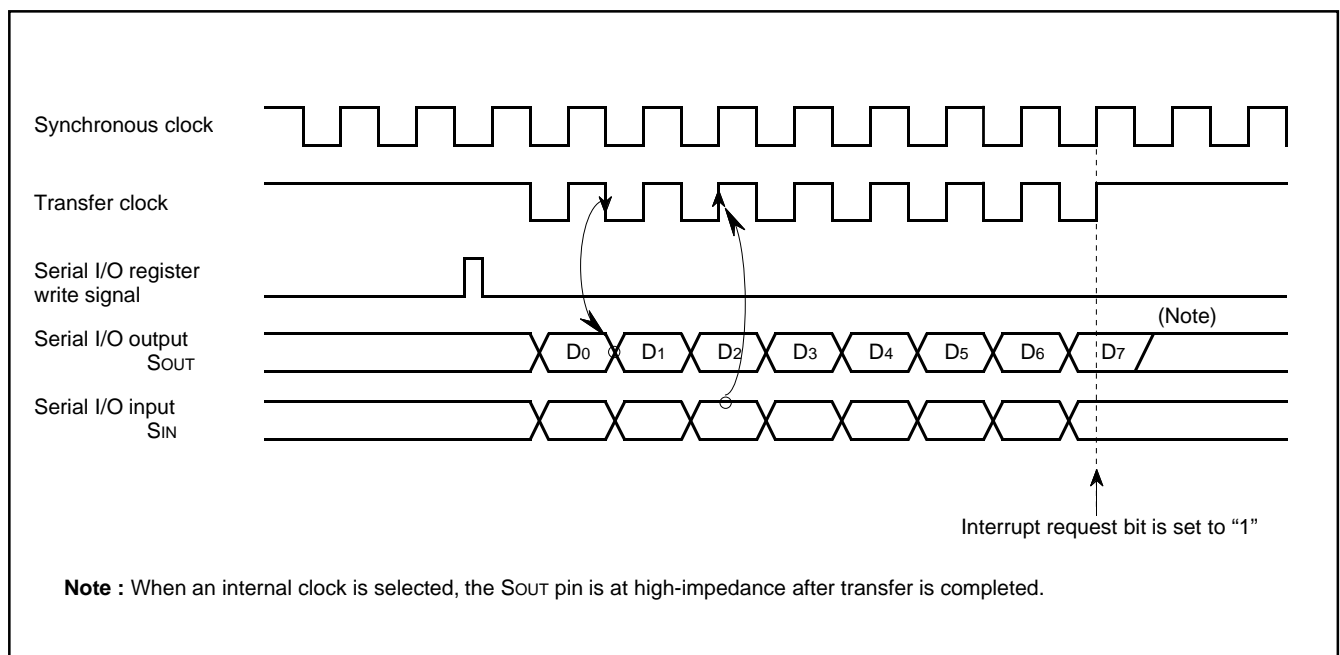 Synchronous clock
Transfer clock
Serial I/O register
write signal
(Note)
Serial I/O output
SOUT
D0 D1 D2 D3 D4 D5 D6 D7
Serial I/O input
SIN
Interrupt request bit is set to “1”
Note : When an internal clock is selected, the SOUT pin is at high-impedance after transfer is completed.